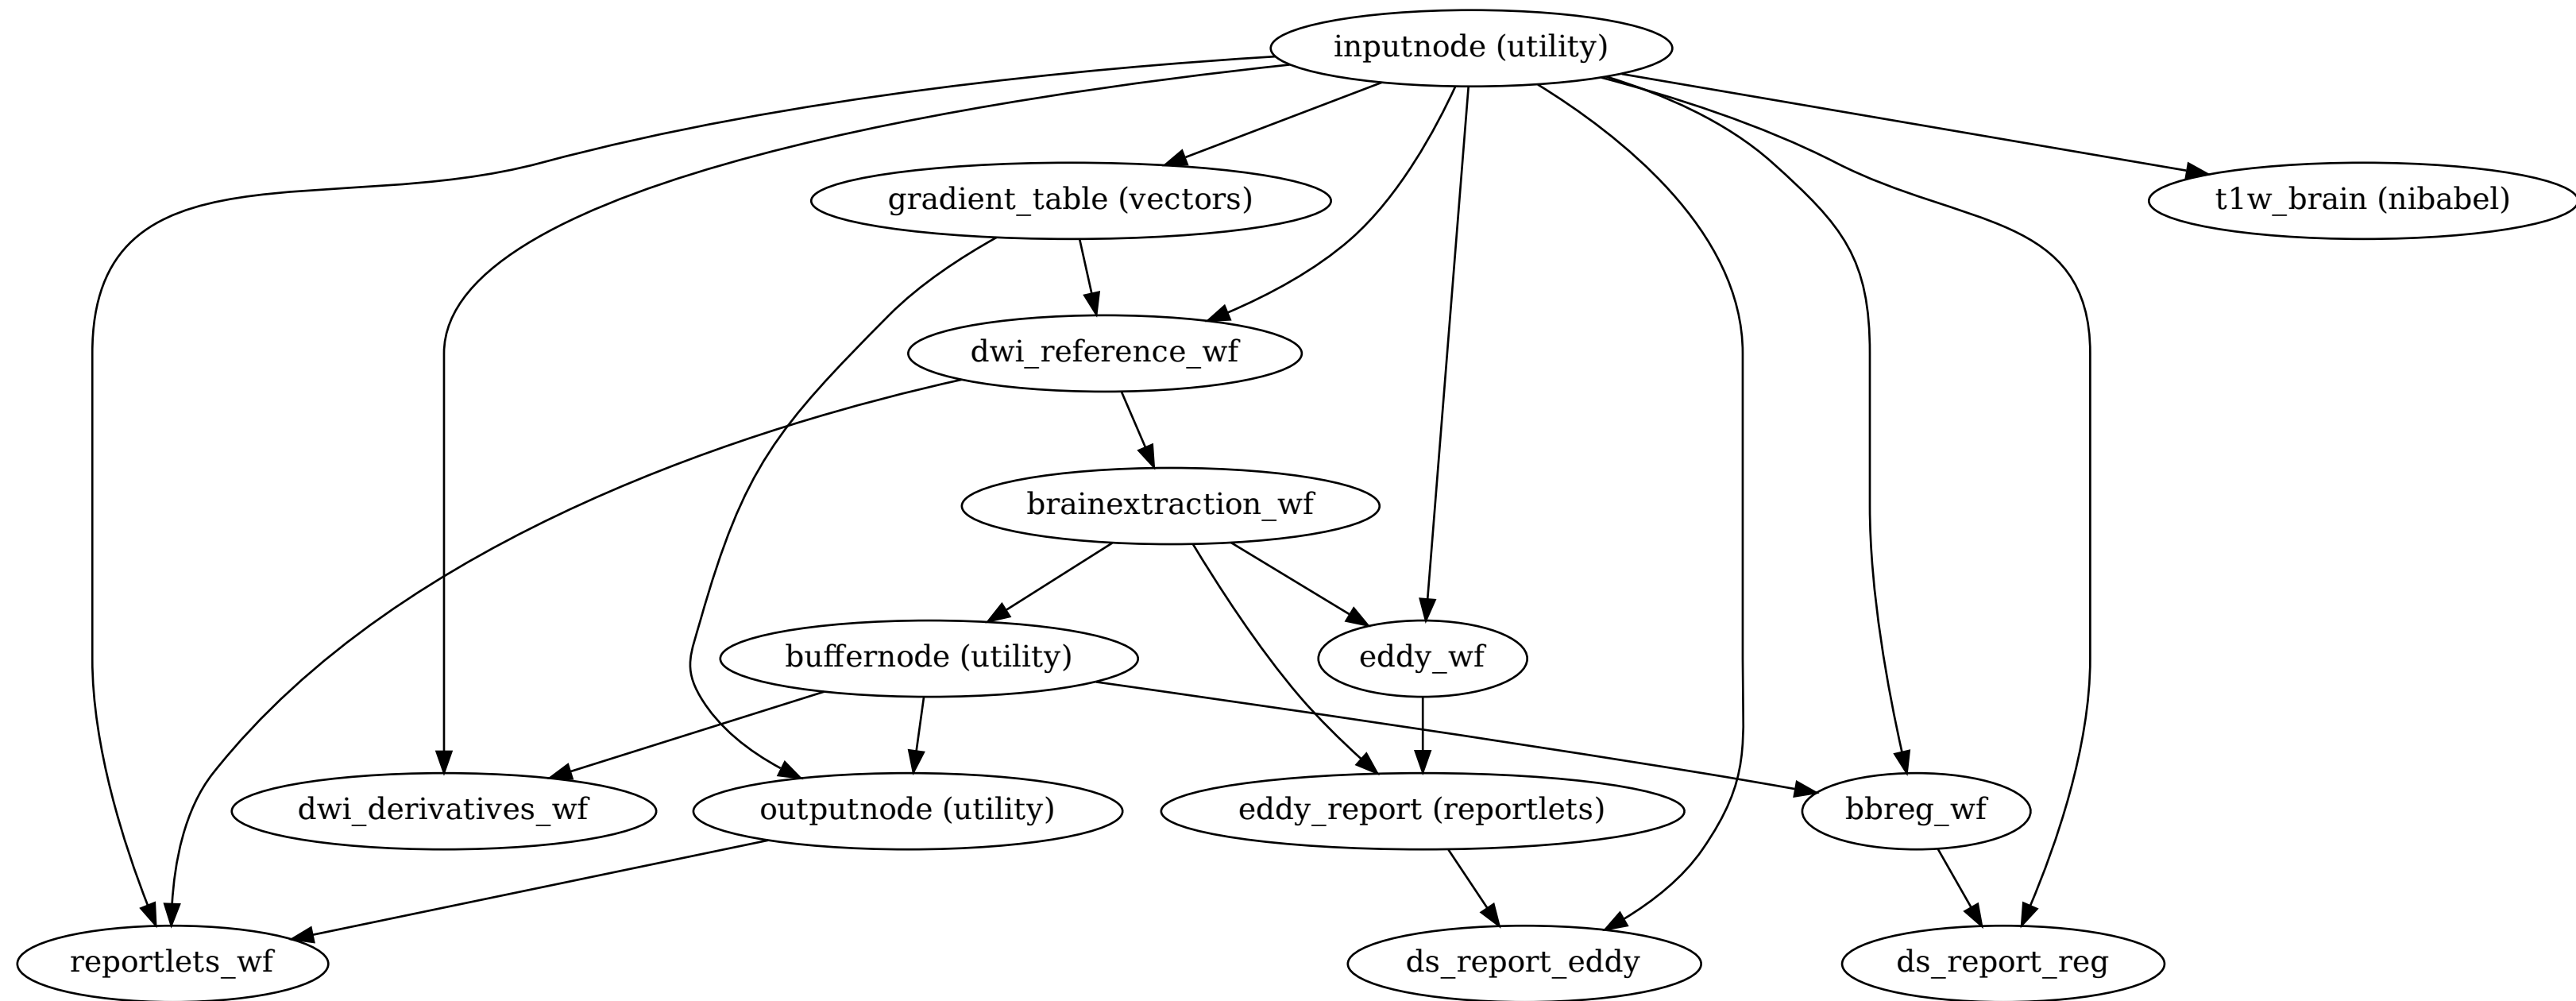 inputnode (utility)
gradient_table (vectors)
t1w_brain (nibabel)
dwi_reference_wf
brainextraction_wf
buffernode (utility)
eddy_wf
dwi_derivatives_wf
outputnode (utility)
eddy_report (reportlets)
bbreg_wf
reportlets_wf
ds_report_eddy
ds_report_reg